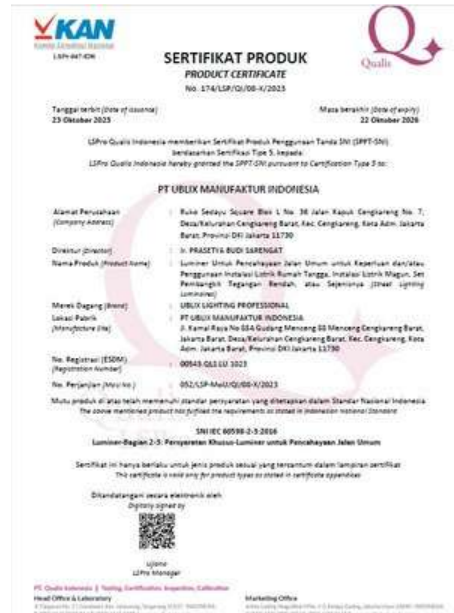 KAN
Komite Akreditasi Nasional
LSPr-047-IDN
Qualis
SERTIFIKAT PRODUK
PRODUCT CERTIFICATE
No. 174/LSP/QI/00-X/2023
Tanggal terbit (date of issuance)
23 Oktober 2023
Masa berakhir (date of expiry)
22 Oktober 2026
LSPro Qualis Indonesia memberikan Sertifikat Produk Penggunaan Tanda SNI (SPPT-SNI)
berdasarkan Sertifikasi Tipe 5, kepada:
LSPro Qualis Indonesia hereby granted the SPPT-SNI pursuant to Certification Type 5 to:
PT UBLIX MANUFAKTUR INDONESIA
Alamat Perusahaan : Ruko Sedayu Square Blok L No. 36 Jalan Kapuk Cengkareng No. 7,
(Company Address) Desa/Kelurahan Cengkareng Barat, Kec. Cengkareng, Kota Adm. Jakarta
Barat, Provinsi DKI Jakarta 11730
Direktur (Director) : Ir. PRASETYA BUDI SARENGAT
Nama Produk (Product Name) : Luminer Untuk Pencahayaan Jalan Umum untuk Keperluan dan/atau
Penggunaan Instalasi Listrik Rumah Tangga, Instalasi Listrik Magun, Set
Pembangkit Tegangan Rendah, atau Sejenisnya (Street Lighting
Luminaires)
Merek Dagang (Brand) : UBLIX LIGHTING PROFESSIONAL
Lokasi Pabrik : PT UBLIX MANUFAKTUR INDONESIA
(Manufacture Site) Jl. Kamal Raya No 88A Gudang Menceng 88 Menceng Cengkareng Barat,
Jakarta Barat, Desa/Kelurahan Cengkareng Barat, Kec. Cengkareng, Kota
Adm. Jakarta Barat, Provinsi DKI Jakarta 11730
No. Registrasi (ESDM) : 00543.QLS.LU.1023
(Registration Number)
No. Perjanjian (MoU No.) : 052/LSP-MoU/QI/00-X/2023
Mutu produk di atas telah memenuhi standar persyaratan yang ditetapkan dalam Standar Nasional Indonesia
The above mentioned product has fulfilled the requirements as stated in Indonesian National Standard
SNI IEC 60598-2-3:2016
Luminer-Bagian 2-3: Persyaratan Khusus-Luminer untuk Pencahayaan Jalan Umum
Sertifikat ini hanya berlaku untuk jenis produk sesuai yang tercantum dalam lampiran sertifikat
This certificate is valid only for product types as stated in certificate appendices
Ditandatangani secara elektronik oleh
Digitally signed by
Ujiono
LSPro Manager
PT. Qualis Indonesia | Testing, Certification, Inspection, Calibration
Head Office & Laboratory
Marketing Office